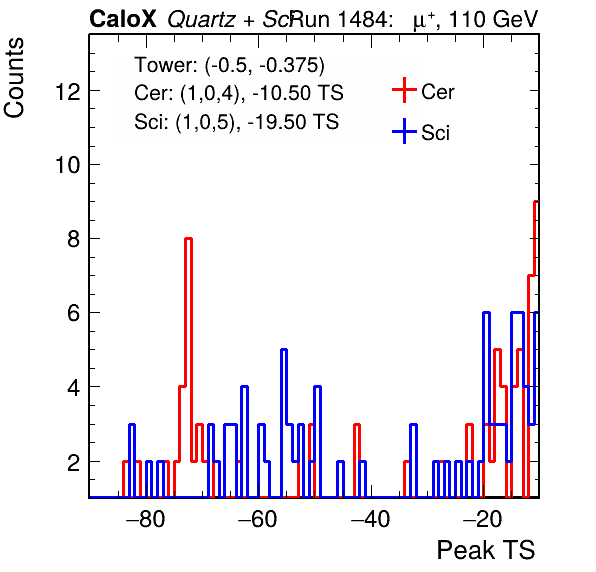 CaloX Quartz + Sci Run 1484: μ⁺, 110 GeV
Tower: (-0.5, -0.375)
Cer: (1,0,4), -10.50 TS
Sci: (1,0,5), -19.50 TS
Cer
Sci
Counts
12
10
8
6
4
2
−80 −60 −40 −20
Peak TS